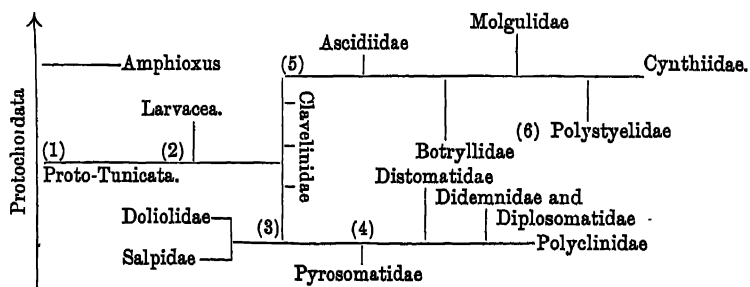 Molgulidae
Ascidiidae
Amphioxus
(5)
Cynthiidae.
Larvacea.
Clavelinidae
(1)
(2)
(6) Polystyelidae
Protochordata
Proto-Tunicata.
Botryllidae
Distomatidae
Didemnidae and
Diplosomatidae
Doliolidae
(3)
(4)
Polyclinidae
Salpidae
Pyrosomatidae